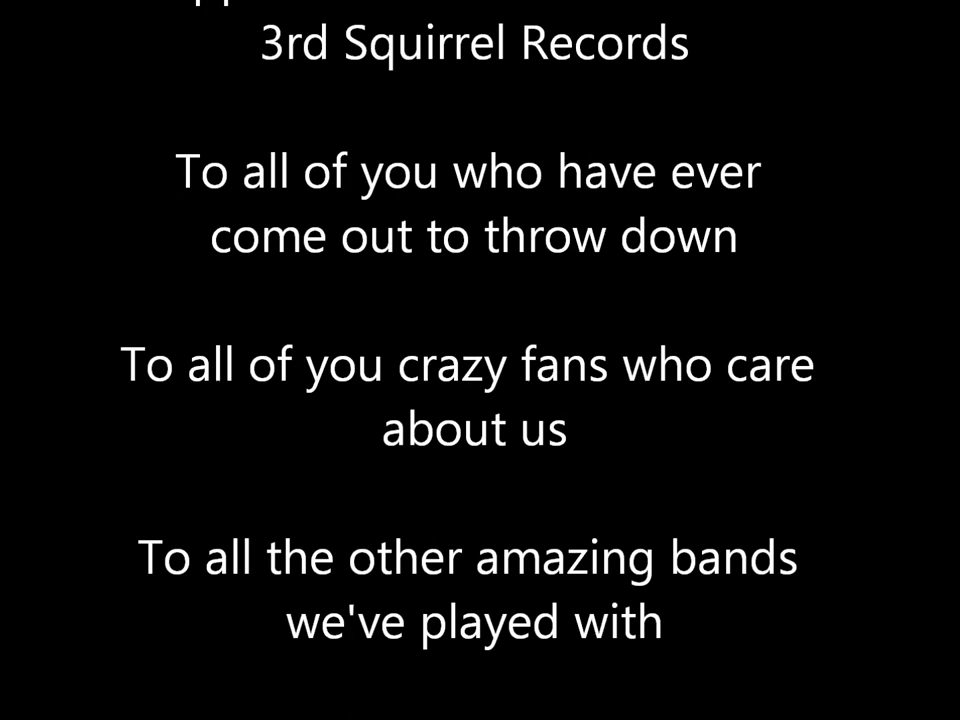 3rd Squirrel Records
To all of you who have ever
come out to throw down
To all of you crazy fans who care
about us
To all the other amazing bands
we've played with